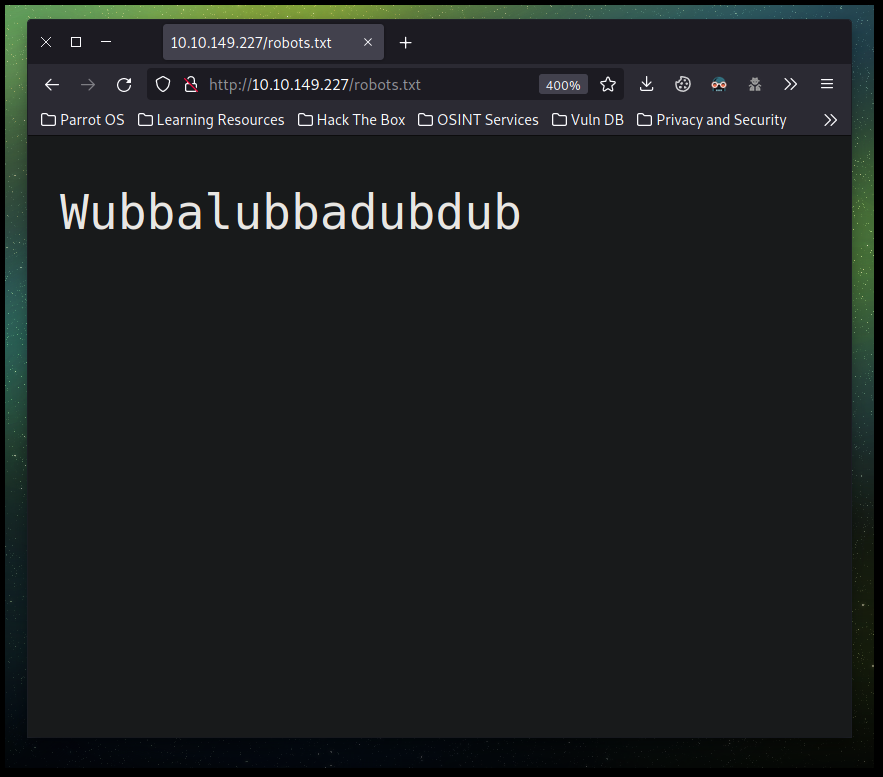 10.10.149.227/robots.txt
http://10.10.149.227/robots.txt 400%
Parrot OS Learning Resources Hack The Box OSINT Services Vuln DB Privacy and Security
Wubbalubbadubdub